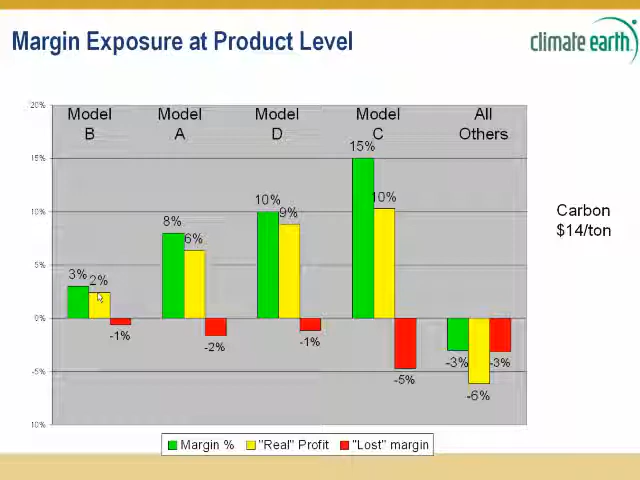 Margin Exposure at Product Level
climate earth
20%
15%
10%
5%
0%
-5%
10%
Model B
Model A
Model D
Model C
All Others
3%
2%
-1%
8%
6%
-2%
10%
9%
-1%
15%
10%
-5%
-3%
-6%
-3%
Carbon
$14/ton
Margin %
"Real" Profit
"Lost" margin